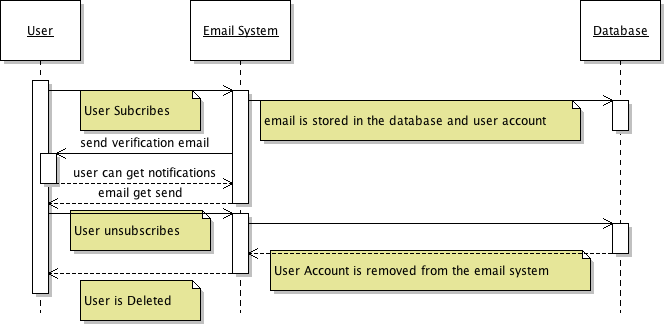 User
Email System
Database
User Subcribes
email is stored in the database and user account
send verification email
user can get notifications
email get send
User unsubscribes
User Account is removed from the email system
User is Deleted